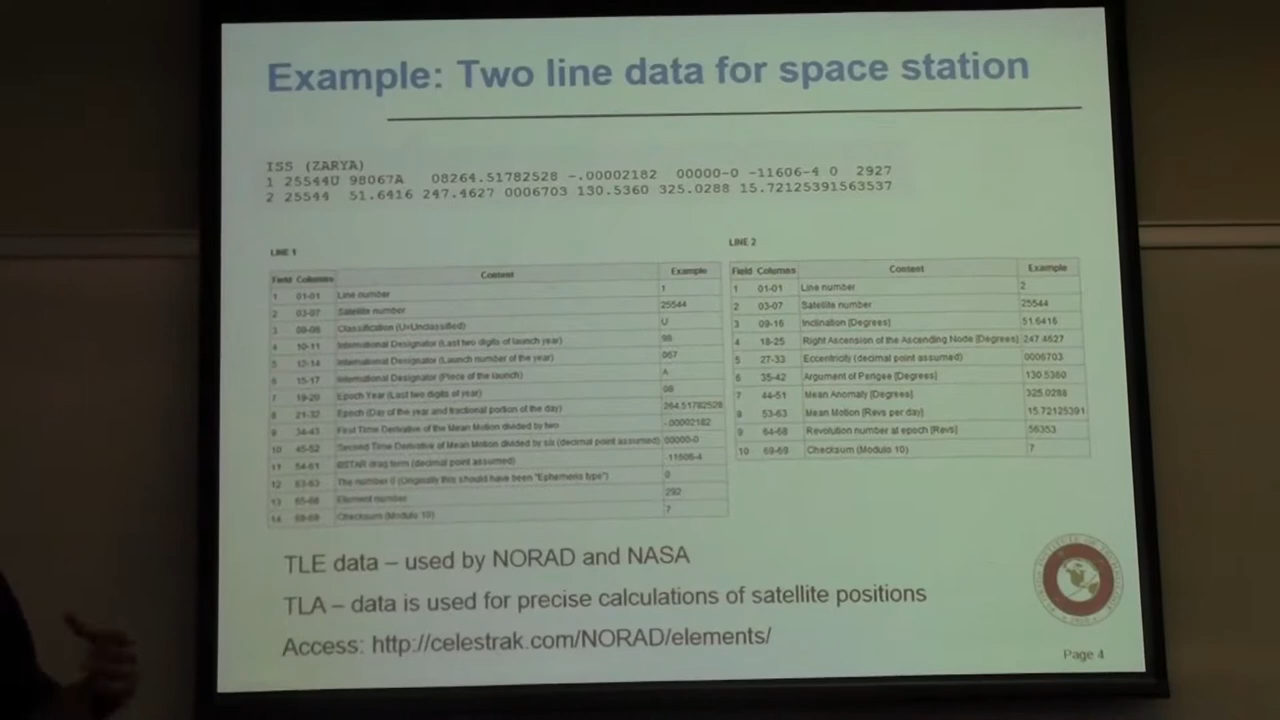 Example: Two line data for space station
ISS (ZARYA)
1 25544U 98067A 08264.51782528 -.00002182 00000-0 -11606-4 0 2927
2 25544 51.6416 247.4627 0006703 130.5360 325.0288 15.72125391563537
LINE 1
Field Columns Content Example
1 01-01 Line number 1
2 03-07 Satellite number 25544
3 08-08 Classification (U=Unclassified) U
4 10-11 International Designator (Last two digits of launch year) 98
5 12-14 International Designator (Launch number of the year) 067
6 15-17 International Designator (Piece of the launch) A
7 19-20 Epoch Year (Last two digits of year) 08
8 21-32 Epoch (Day of the year and fractional portion of the day) 264.51782528
9 34-43 First Time Derivative of the Mean Motion divided by two -.00002182
10 45-52 Second Time Derivative of Mean Motion divided by six (decimal point assumed) 00000-0
11 54-61 BSTAR drag term (decimal point assumed) -11606-4
12 63-63 The number 0 (Originally this should have been "Ephemeris type") 0
13 65-68 Element number 292
14 69-69 Checksum (Modulo 10) 7
LINE 2
Field Columns Content Example
1 01-01 Line number 2
2 03-07 Satellite number 25544
3 09-16 Inclination [Degrees] 51.6416
4 18-25 Right Ascension of the Ascending Node [Degrees] 247.4627
5 27-33 Eccentricity (decimal point assumed) 0006703
6 35-42 Argument of Perigee [Degrees] 130.5360
7 44-51 Mean Anomaly [Degrees] 325.0288
8 53-63 Mean Motion [Revs per day] 15.72125391
9 64-68 Revolution number at epoch [Revs] 56353
10 69-69 Checksum (Modulo 10) 7
TLE data – used by NORAD and NASA
TLA – data is used for precise calculations of satellite positions
Access: http://celestrak.com/NORAD/elements/
Page 4